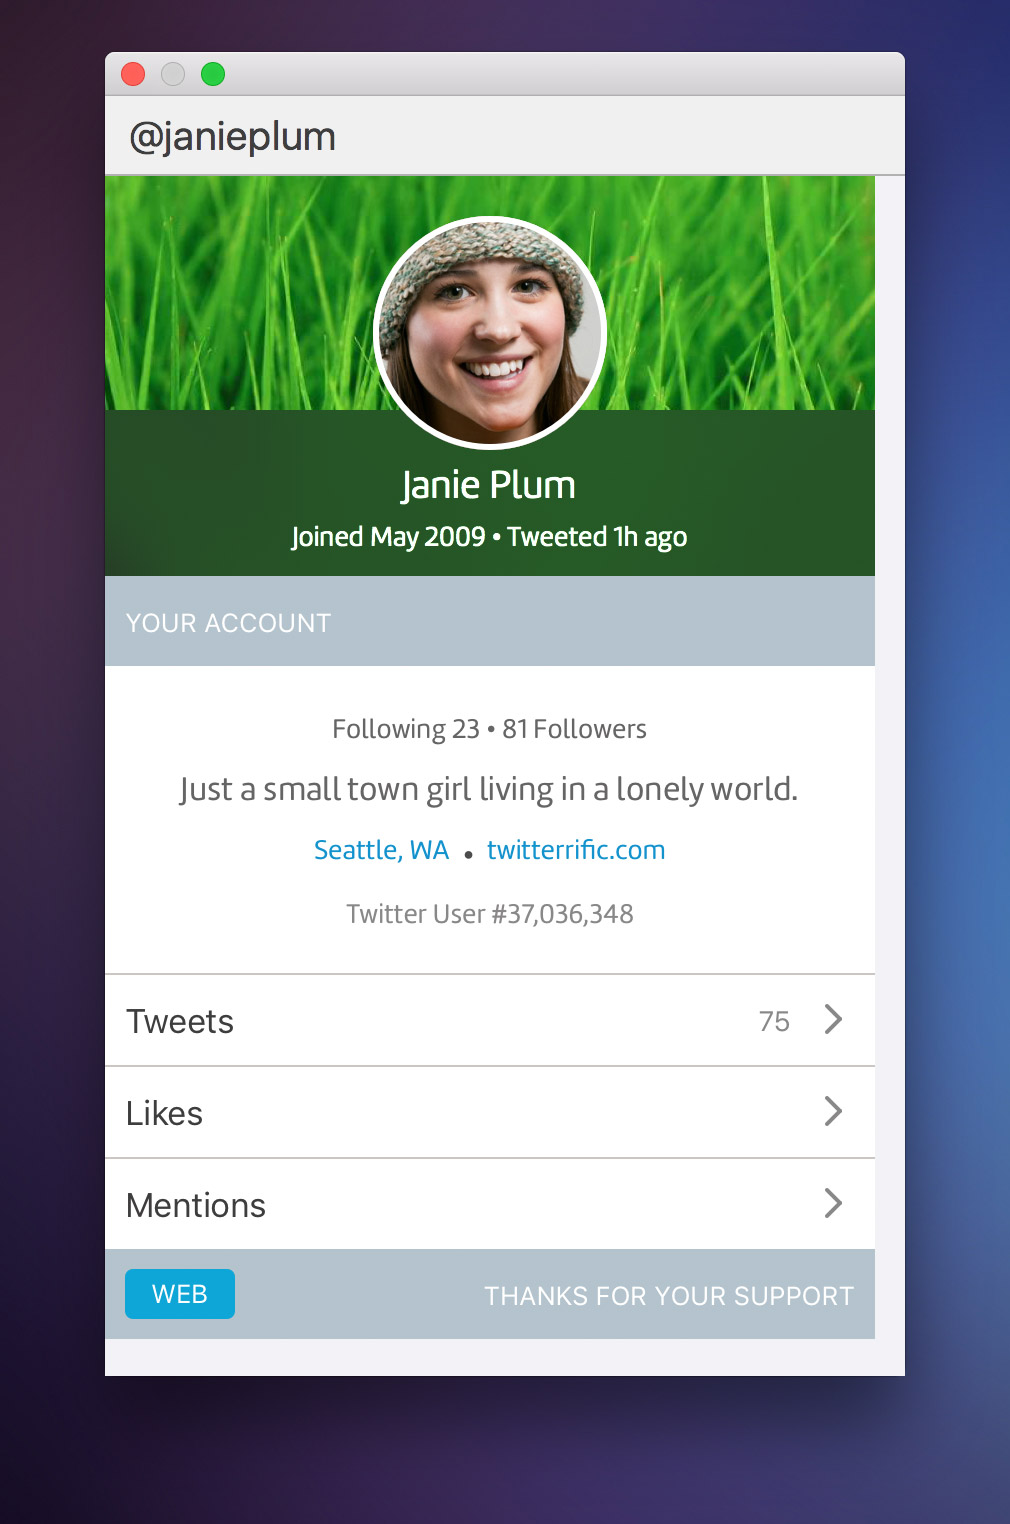 @janieplum
Janie Plum
Joined May 2009 • Tweeted 1h ago
YOUR ACCOUNT
Following 23 • 81 Followers
Just a small town girl living in a lonely world.
Seattle, WA • twitterrific.com
Twitter User #37,036,348
Tweets 75
Likes
Mentions
WEB THANKS FOR YOUR SUPPORT